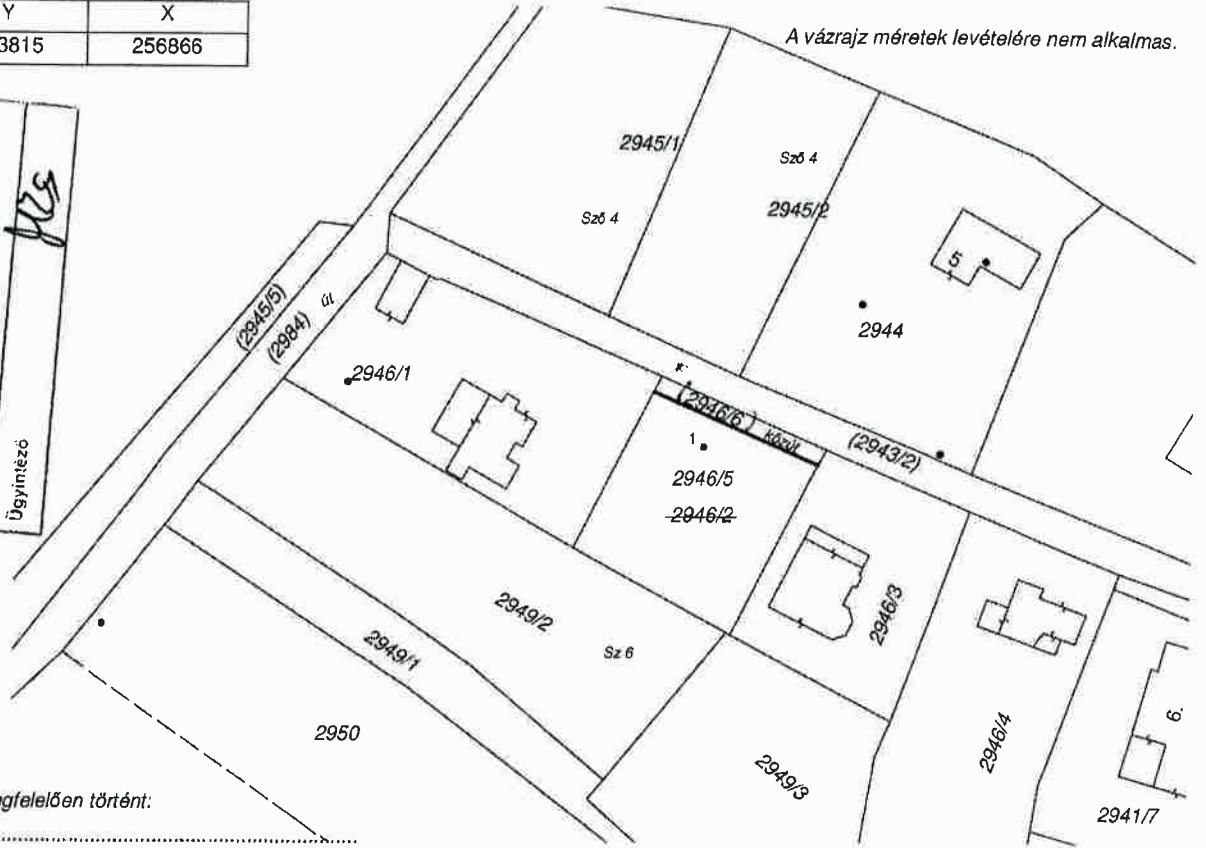 Y X
3815 256866
A vázrajz méretek levételére nem alkalmas.
2945/1
Sző 4
Sző 4
2945/2
5
2944
(2945/5)
(2984) út
2946/1
(2946/6) közút
(2943/2)
1
2946/5
2946/2
2946/3
Ügyintéző
2949/2
2949/1
Sz 6
2950
2949/3
2946/4
6.
2941/7
gfelelően történt: